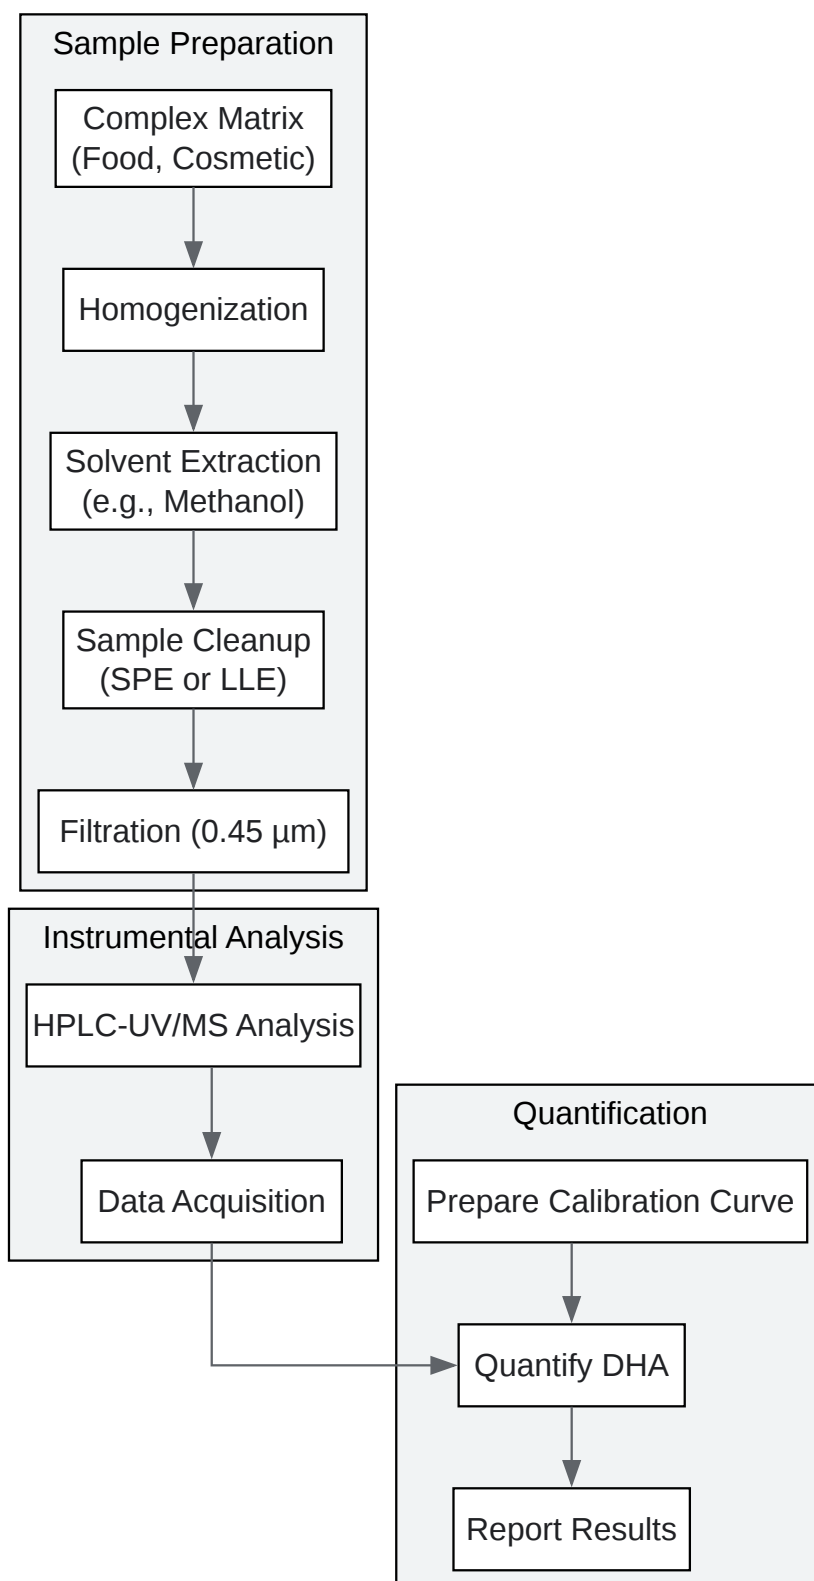 Sample Preparation
Complex Matrix
(Food, Cosmetic)
Homogenization
Solvent Extraction
(e.g., Methanol)
Sample Cleanup
(SPE or LLE)
Filtration (0.45 µm)
Instrumental Analysis
HPLC-UV/MS Analysis
Data Acquisition
Quantification
Prepare Calibration Curve
Quantify DHA
Report Results